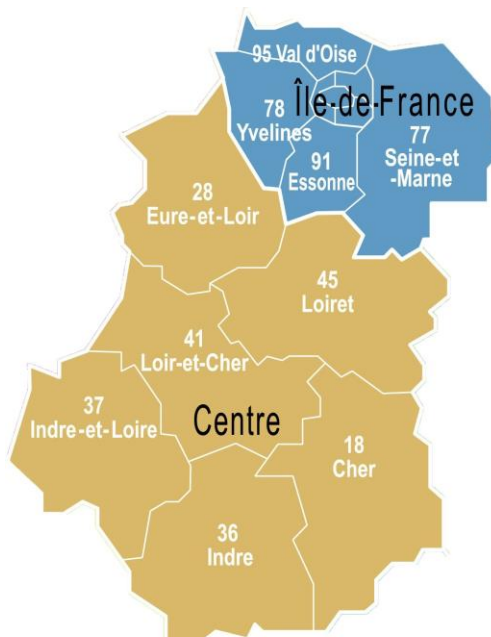 95 Val d'Oise
Île-de-France
78
Yvelines
77
Seine-et
-Marne
91
Essonne
28
Eure-et-Loir
45
Loiret
41
Loir-et-Cher
37
Indre-et-Loire
Centre
18
Cher
36
Indre